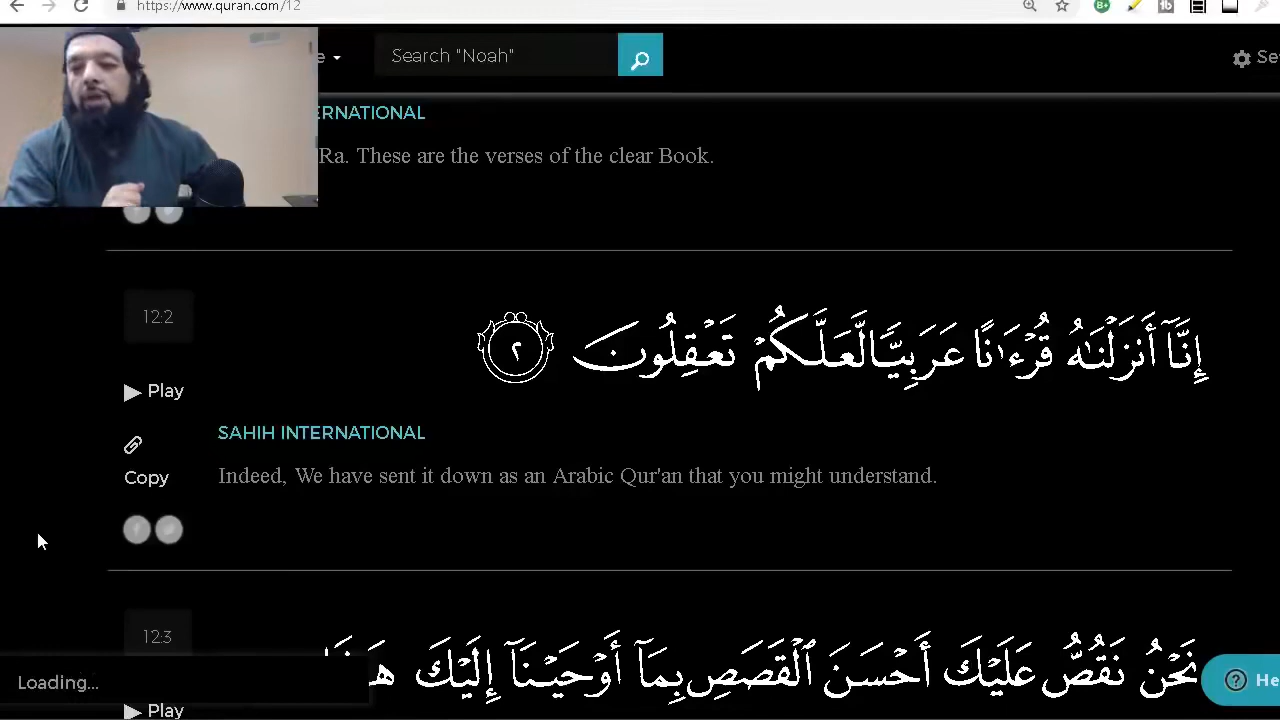 https://www.quran.com/12
e
Search "Noah"
Se
ERNATIONAL
Ra. These are the verses of the clear Book.
12:2
إِنَّآ أَنزَلْنَٰهُ قُرْءَٰنًا عَرَبِيًّا لَّعَلَّكُمْ تَعْقِلُونَ ٢
Play
SAHIH INTERNATIONAL
Copy
Indeed, We have sent it down as an Arabic Qur'an that you might understand.
12:3
نَحْنُ نَقُصُّ عَلَيْكَ أَحْسَنَ ٱلْقَصَصِ بِمَآ أَوْحَيْنَآ إِلَيْكَ
Loading...
He
Play